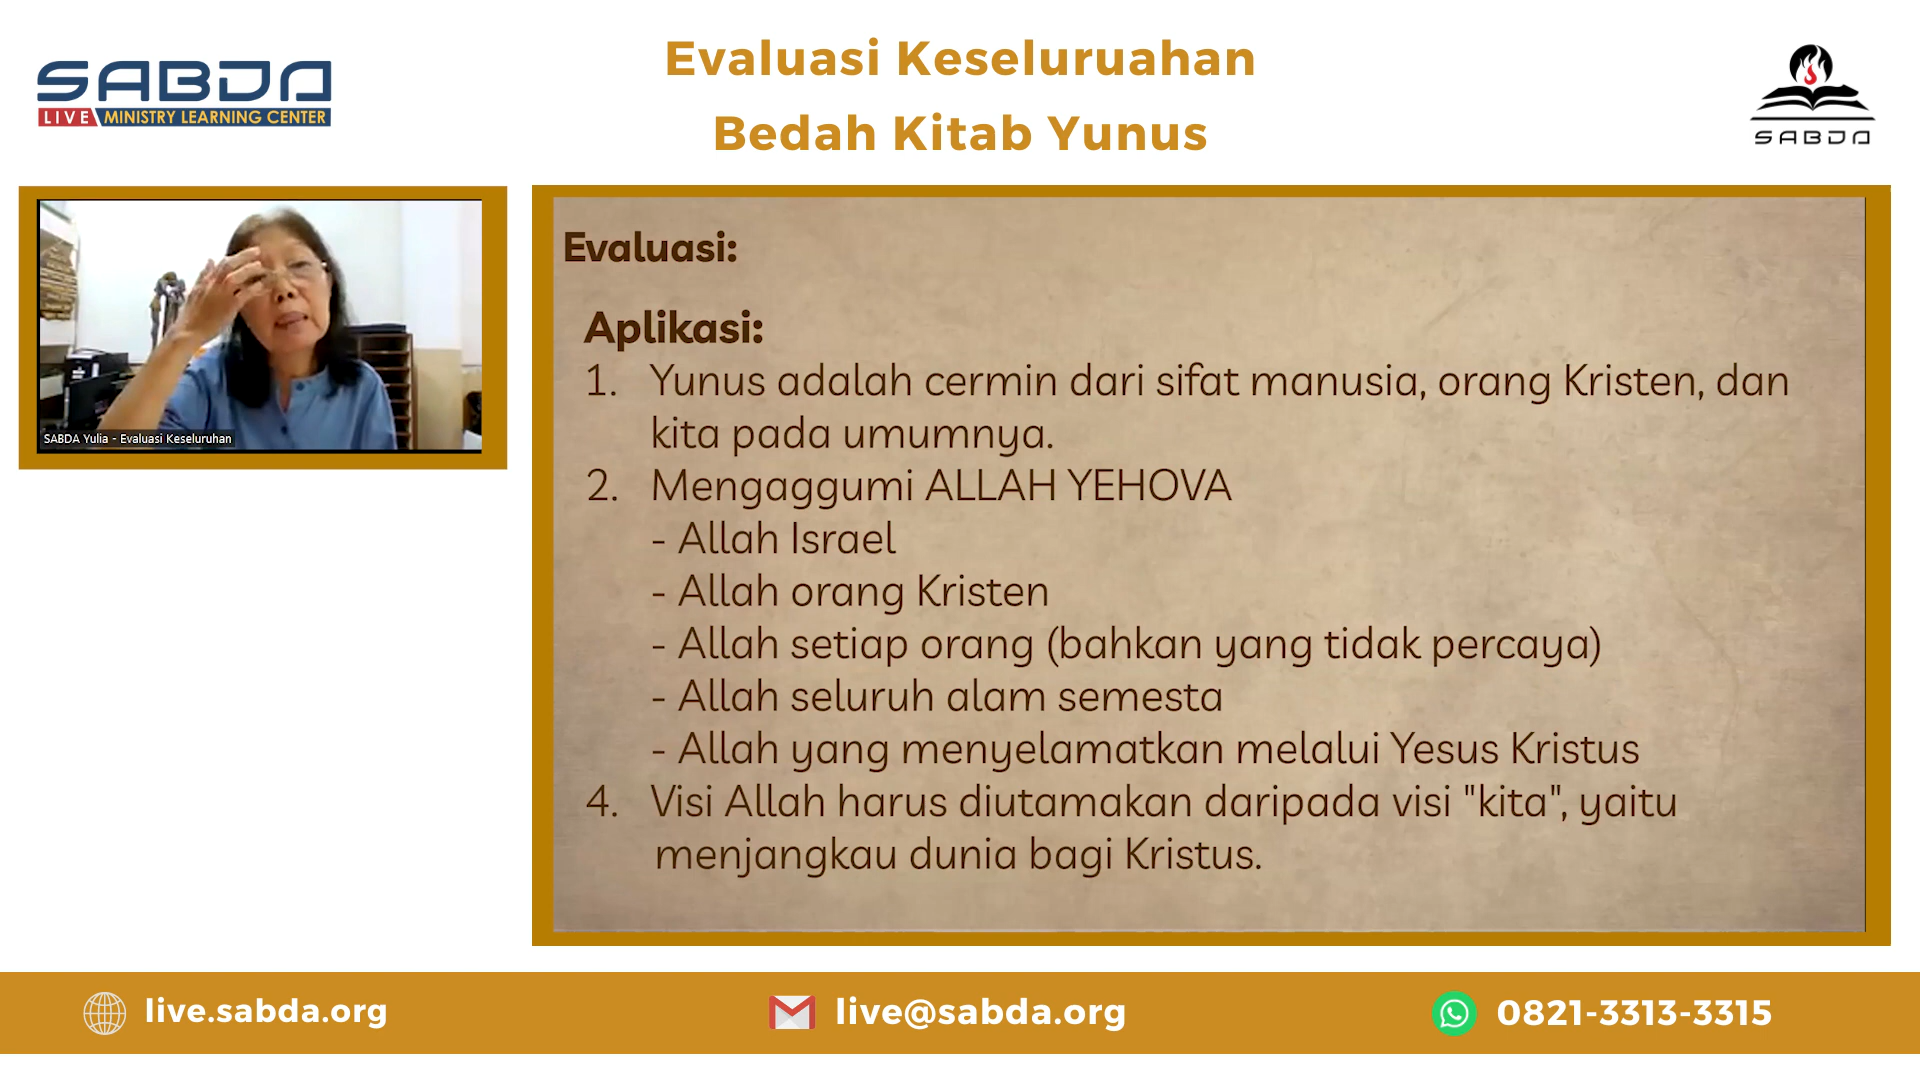 SABDA
LIVE MINISTRY LEARNING CENTER
Evaluasi Keseluruahan
Bedah Kitab Yunus
SABDA
SABDA Yulia - Evaluasi Keseluruhan
Evaluasi:
Aplikasi:
1. Yunus adalah cermin dari sifat manusia, orang Kristen, dan
kita pada umumnya.
2. Mengaggumi ALLAH YEHOVA
- Allah Israel
- Allah orang Kristen
- Allah setiap orang (bahkan yang tidak percaya)
- Allah seluruh alam semesta
- Allah yang menyelamatkan melalui Yesus Kristus
4. Visi Allah harus diutamakan daripada visi "kita", yaitu
menjangkau dunia bagi Kristus.
live.sabda.org
live@sabda.org
0821-3313-3315